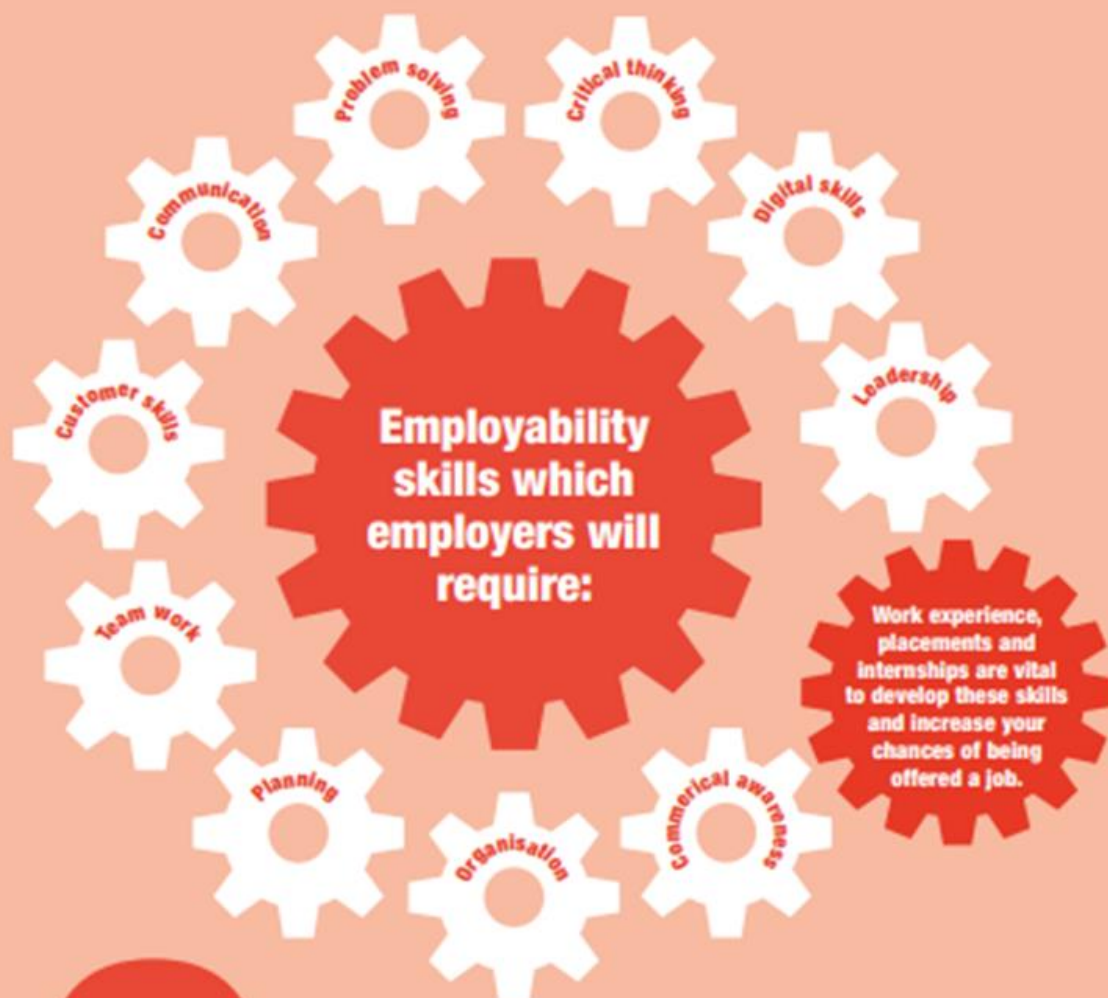 Problem solving
Critical thinking
Communication
Digital skills
Customer skills
Leadership
Employability
skills which
employers will
require:
Team work
Work experience,
placements and
internships are vital
to develop these skills
and increase your
chances of being
offered a job.
Planning
Organisation
Commerical awareness